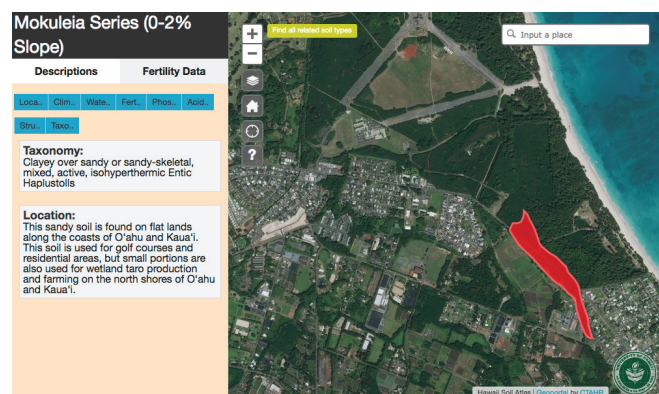 Mokuleia Series (0-2%
Slope)
Descriptions
Fertility Data
Loca..
Clim..
Wate..
Fert..
Phos..
Acid..
Stru..
Taxo..
Taxonomy:
Clayey over sandy or sandy-skeletal,
mixed, active, isohyperthermic Entic
Haplustolls
Location:
This sandy soil is found on flat lands
along the coasts of O'ahu and Kaua'i.
This soil is used for golf courses and
residential areas, but small portions are
also used for wetland taro production
and farming on the north shores of O'ahu
and Kaua'i.
+
−
?
Find all related soil types
Input a place
Hawaii Soil Atlas | Geoportal by CTAHR